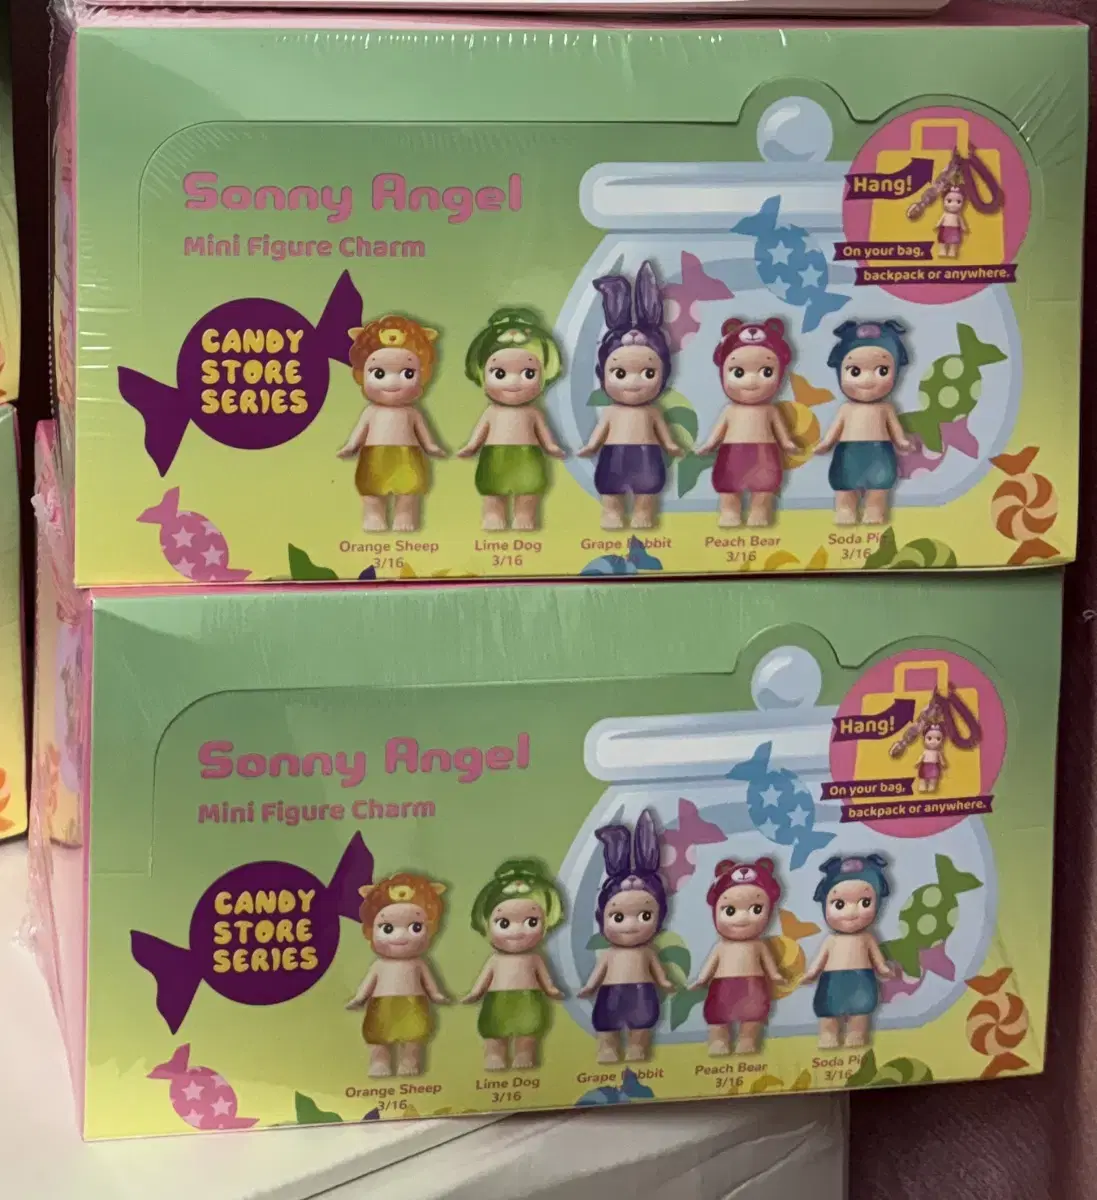 Sonny Angel
Mini Figure Charm
Hang!
On your bag,
backpack or anywhere.
CANDY
STORE
SERIES
Orange Sheep
3/16
Lime Dog
3/16
Grape
Peach Bear
3/16
Soda
3/16
Sonny Angel
Mini Figure Charm
Hang!
On your bag,
backpack or anywhere.
CANDY
STORE
SERIES
Orange Sheep
3/16
Lime Dog
3/16
Grape
Peach Bear
3/16
Soda
3/16